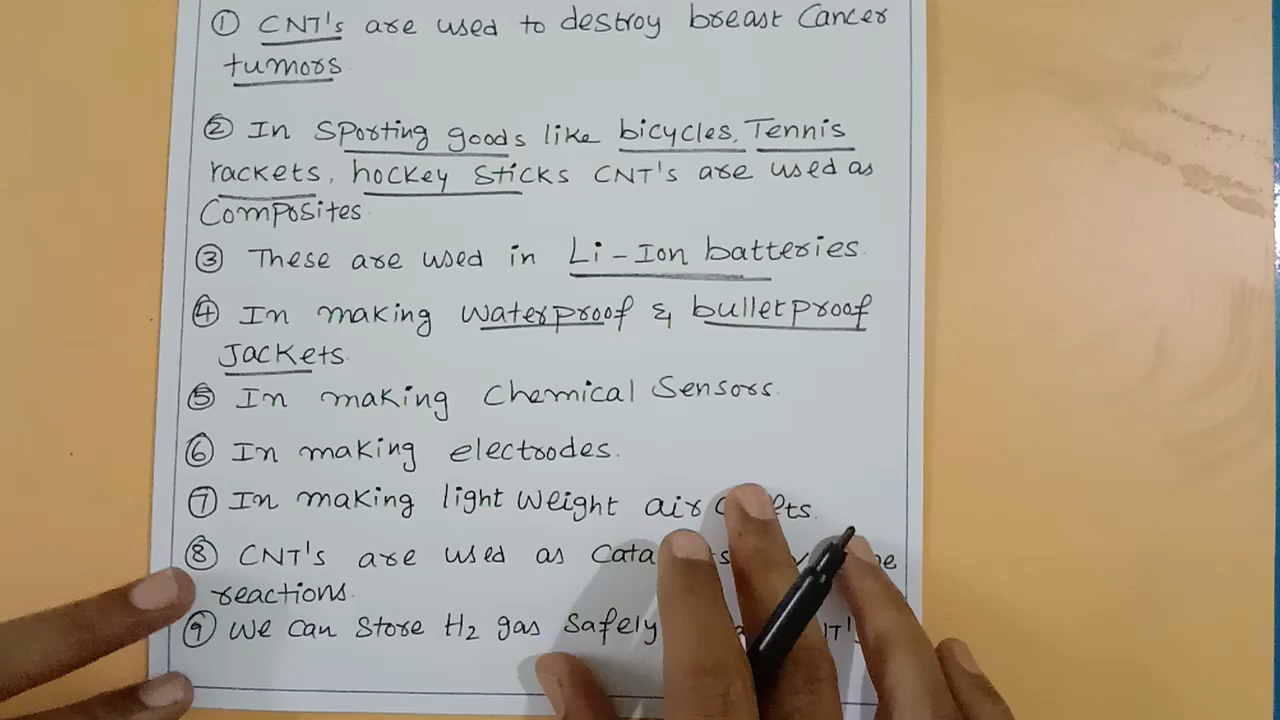 ① CNT's are used to destroy breast Cancer
tumors.
② In Sporting goods like bicycles, Tennis
rackets, hockey Sticks CNT's are used as
Composites.
③ These are used in Li-Ion batteries.
④ In making waterproof & bulletproof
Jackets.
⑤ In making Chemical Sensors.
⑥ In making electrodes.
⑦ In making light weight air
⑧ CNT's are used as
reactions.
⑨ We Can Store H2 gas Safely